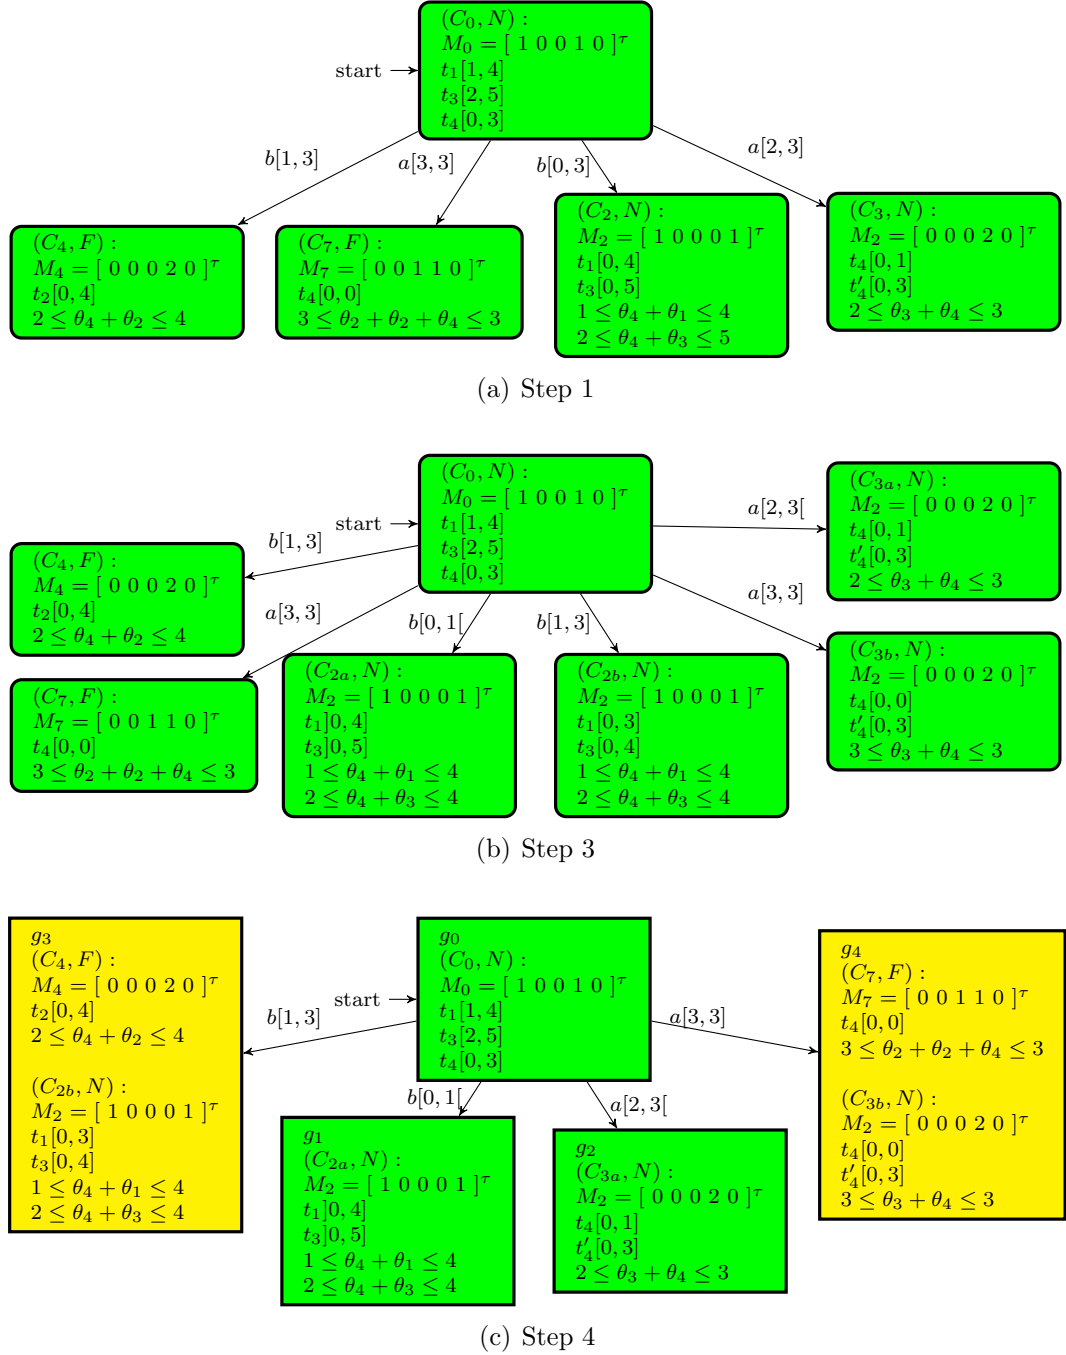 (C₀, N) :
M₀ = [ 1 0 0 1 0 ]^τ
start
t₁[1, 4]
t₃[2, 5]
t₄[0, 3]
b[1, 3]
a[3, 3]
b[0, 3]
a[2, 3]
(C₄, F) :
M₄ = [ 0 0 0 2 0 ]^τ
t₂[0, 4]
2 ≤ θ₄ + θ₂ ≤ 4
(C₇, F) :
M₇ = [ 0 0 1 1 0 ]^τ
t₄[0, 0]
3 ≤ θ₂ + θ₂ + θ₄ ≤ 3
(C₂, N) :
M₂ = [ 1 0 0 0 1 ]^τ
t₁[0, 4]
t₃[0, 5]
1 ≤ θ₄ + θ₁ ≤ 4
2 ≤ θ₄ + θ₃ ≤ 5
(C₃, N) :
M₂ = [ 0 0 0 2 0 ]^τ
t₄[0, 1]
t′₄[0, 3]
2 ≤ θ₃ + θ₄ ≤ 3
(a) Step 1
(C₀, N) :
M₀ = [ 1 0 0 1 0 ]^τ
start
t₁[1, 4]
t₃[2, 5]
t₄[0, 3]
a[2, 3[
(C₃ₐ, N) :
M₂ = [ 0 0 0 2 0 ]^τ
t₄[0, 1]
t′₄[0, 3]
2 ≤ θ₃ + θ₄ ≤ 3
b[1, 3]
(C₄, F) :
M₄ = [ 0 0 0 2 0 ]^τ
t₂[0, 4]
2 ≤ θ₄ + θ₂ ≤ 4
a[3, 3]
b[0, 1[
b[1, 3]
a[3, 3]
(C₇, F) :
M₇ = [ 0 0 1 1 0 ]^τ
t₄[0, 0]
3 ≤ θ₂ + θ₂ + θ₄ ≤ 3
(C₂ₐ, N) :
M₂ = [ 1 0 0 0 1 ]^τ
t₁]0, 4]
t₃]0, 5]
1 ≤ θ₄ + θ₁ ≤ 4
2 ≤ θ₄ + θ₃ ≤ 4
(C_{2b}, N) :
M₂ = [ 1 0 0 0 1 ]^τ
t₁[0, 3]
t₃[0, 4]
1 ≤ θ₄ + θ₁ ≤ 4
2 ≤ θ₄ + θ₃ ≤ 4
(C_{3b}, N) :
M₂ = [ 0 0 0 2 0 ]^τ
t₄[0, 0]
t′₄[0, 3]
3 ≤ θ₃ + θ₄ ≤ 3
(b) Step 3
g₃
(C₄, F) :
M₄ = [ 0 0 0 2 0 ]^τ
t₂[0, 4]
2 ≤ θ₄ + θ₂ ≤ 4
(C_{2b}, N) :
M₂ = [ 1 0 0 0 1 ]^τ
t₁[0, 3]
t₃[0, 4]
1 ≤ θ₄ + θ₁ ≤ 4
2 ≤ θ₄ + θ₃ ≤ 4
b[1, 3]
start
g₀
(C₀, N) :
M₀ = [ 1 0 0 1 0 ]^τ
t₁[1, 4]
t₃[2, 5]
t₄[0, 3]
a[3, 3]
g₄
(C₇, F) :
M₇ = [ 0 0 1 1 0 ]^τ
t₄[0, 0]
3 ≤ θ₂ + θ₂ + θ₄ ≤ 3
(C_{3b}, N) :
M₂ = [ 0 0 0 2 0 ]^τ
t₄[0, 0]
t′₄[0, 3]
3 ≤ θ₃ + θ₄ ≤ 3
b[0, 1[
a[2, 3[
g₁
(C₂ₐ, N) :
M₂ = [ 1 0 0 0 1 ]^τ
t₁]0, 4]
t₃]0, 5]
1 ≤ θ₄ + θ₁ ≤ 4
2 ≤ θ₄ + θ₃ ≤ 4
g₂
(C₃ₐ, N) :
M₂ = [ 0 0 0 2 0 ]^τ
t₄[0, 1]
t′₄[0, 3]
2 ≤ θ₃ + θ₄ ≤ 3
(c) Step 4